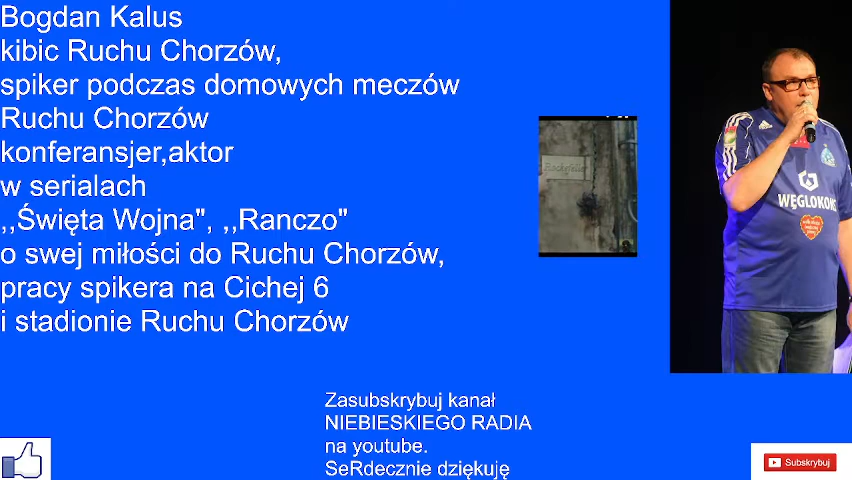 Bogdan Kalus
kibic Ruchu Chorzów,
spiker podczas domowych meczów
Ruchu Chorzów
konferansjer,aktor
w serialach
,,Święta Wojna", ,,Ranczo"
o swej miłości do Ruchu Chorzów,
pracy spikera na Cichej 6
i stadionie Ruchu Chorzów
WĘGLOKOKS
Zasubskrybuj kanał
NIEBIESKIEGO RADIA
na youtube.
SeRdecznie dziękuję
Subskrybuj